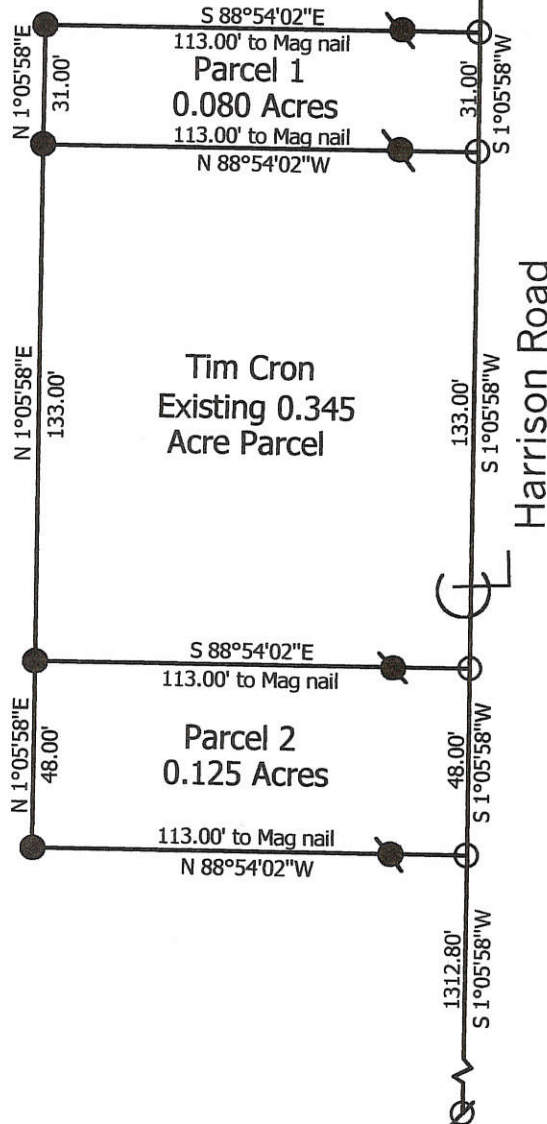 S 88°54'02"E
113.00' to Mag nail
N 1°05'58"E
31.00'
Parcel 1
0.080 Acres
31.00'
S 1°05'58"W
113.00' to Mag nail
N 88°54'02"W
N 1°05'58"E
133.00'
Tim Cron
Existing 0.345
Acre Parcel
133.00'
S 1°05'58"W
Harrison Road
S 88°54'02"E
113.00' to Mag nail
N 1°05'58"E
48.00'
Parcel 2
0.125 Acres
48.00'
S 1°05'58"W
113.00' to Mag nail
N 88°54'02"W
1312.80'
S 1°05'58"W